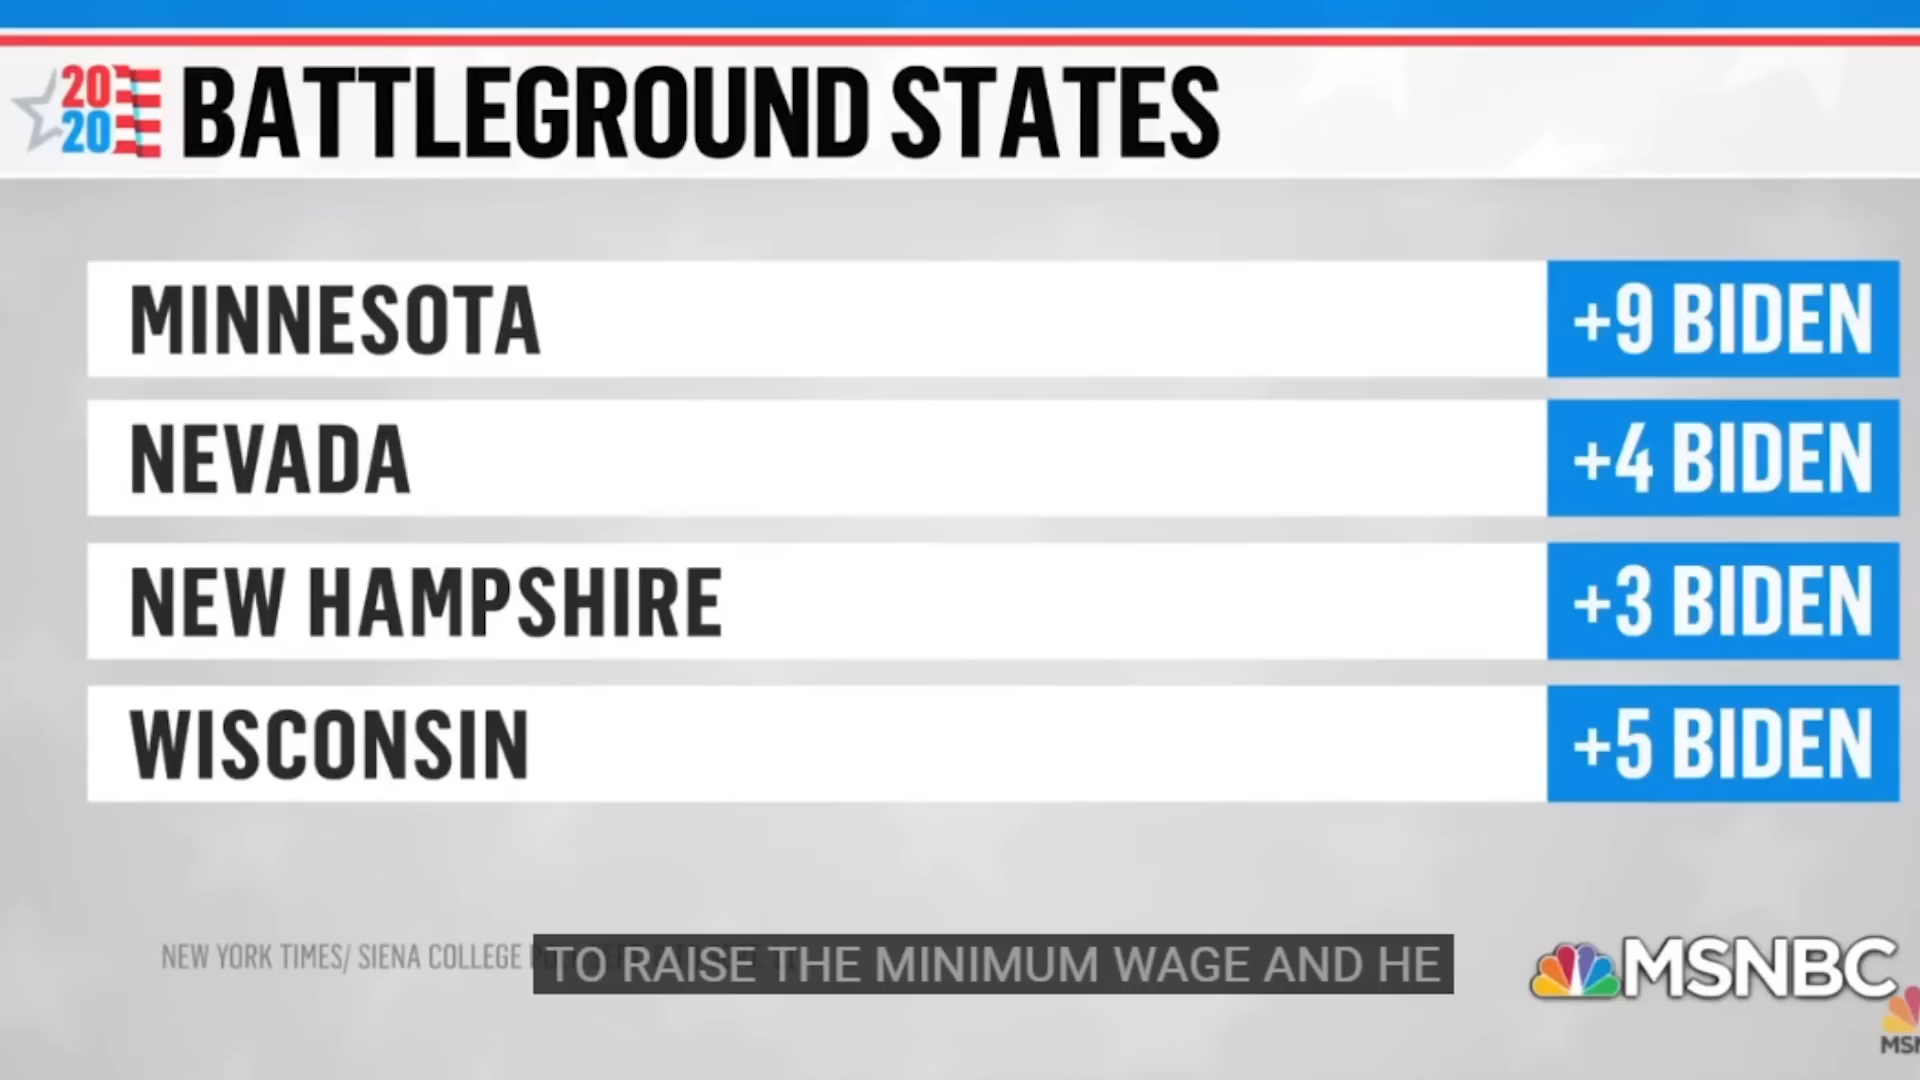 2020 BATTLEGROUND STATES
MINNESOTA +9 BIDEN
NEVADA +4 BIDEN
NEW HAMPSHIRE +3 BIDEN
WISCONSIN +5 BIDEN
NEW YORK TIMES/ SIENA COLLEGE
TO RAISE THE MINIMUM WAGE AND HE
MSNBC